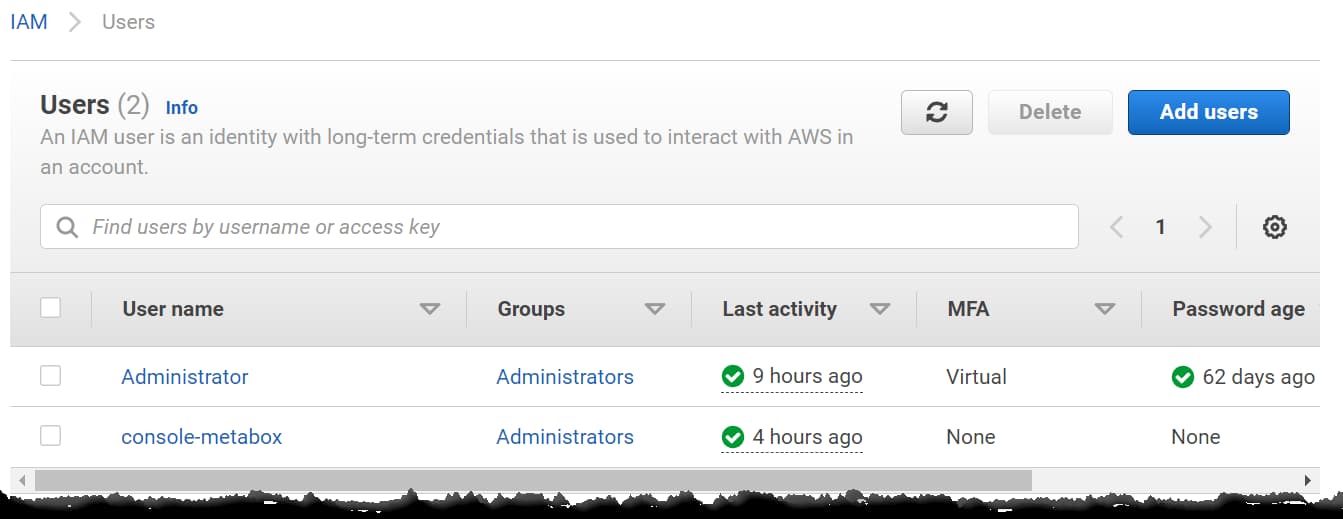 IAM > Users
Users (2) Info
Delete
Add users
An IAM user is an identity with long-term credentials that is used to interact with AWS in
an account.
Find users by username or access key
1
User name Groups Last activity MFA Password age
Administrator Administrators 9 hours ago Virtual 62 days ago
console-metabox Administrators 4 hours ago None None